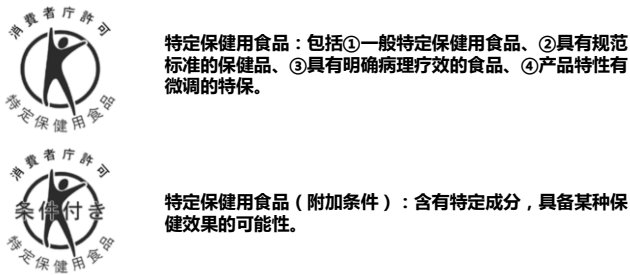 消費者庁許可
特定保健用食品
特定保健用食品：包括①一般特定保健用食品、②具有规范
标准的保健品、③具有明确病理疗效的食品、④产品特性有
微调的特保。
消費者庁許可
条件付き
特定保健用食品
特定保健用食品（附加条件）：含有特定成分，具备某种保
健效果的可能性。